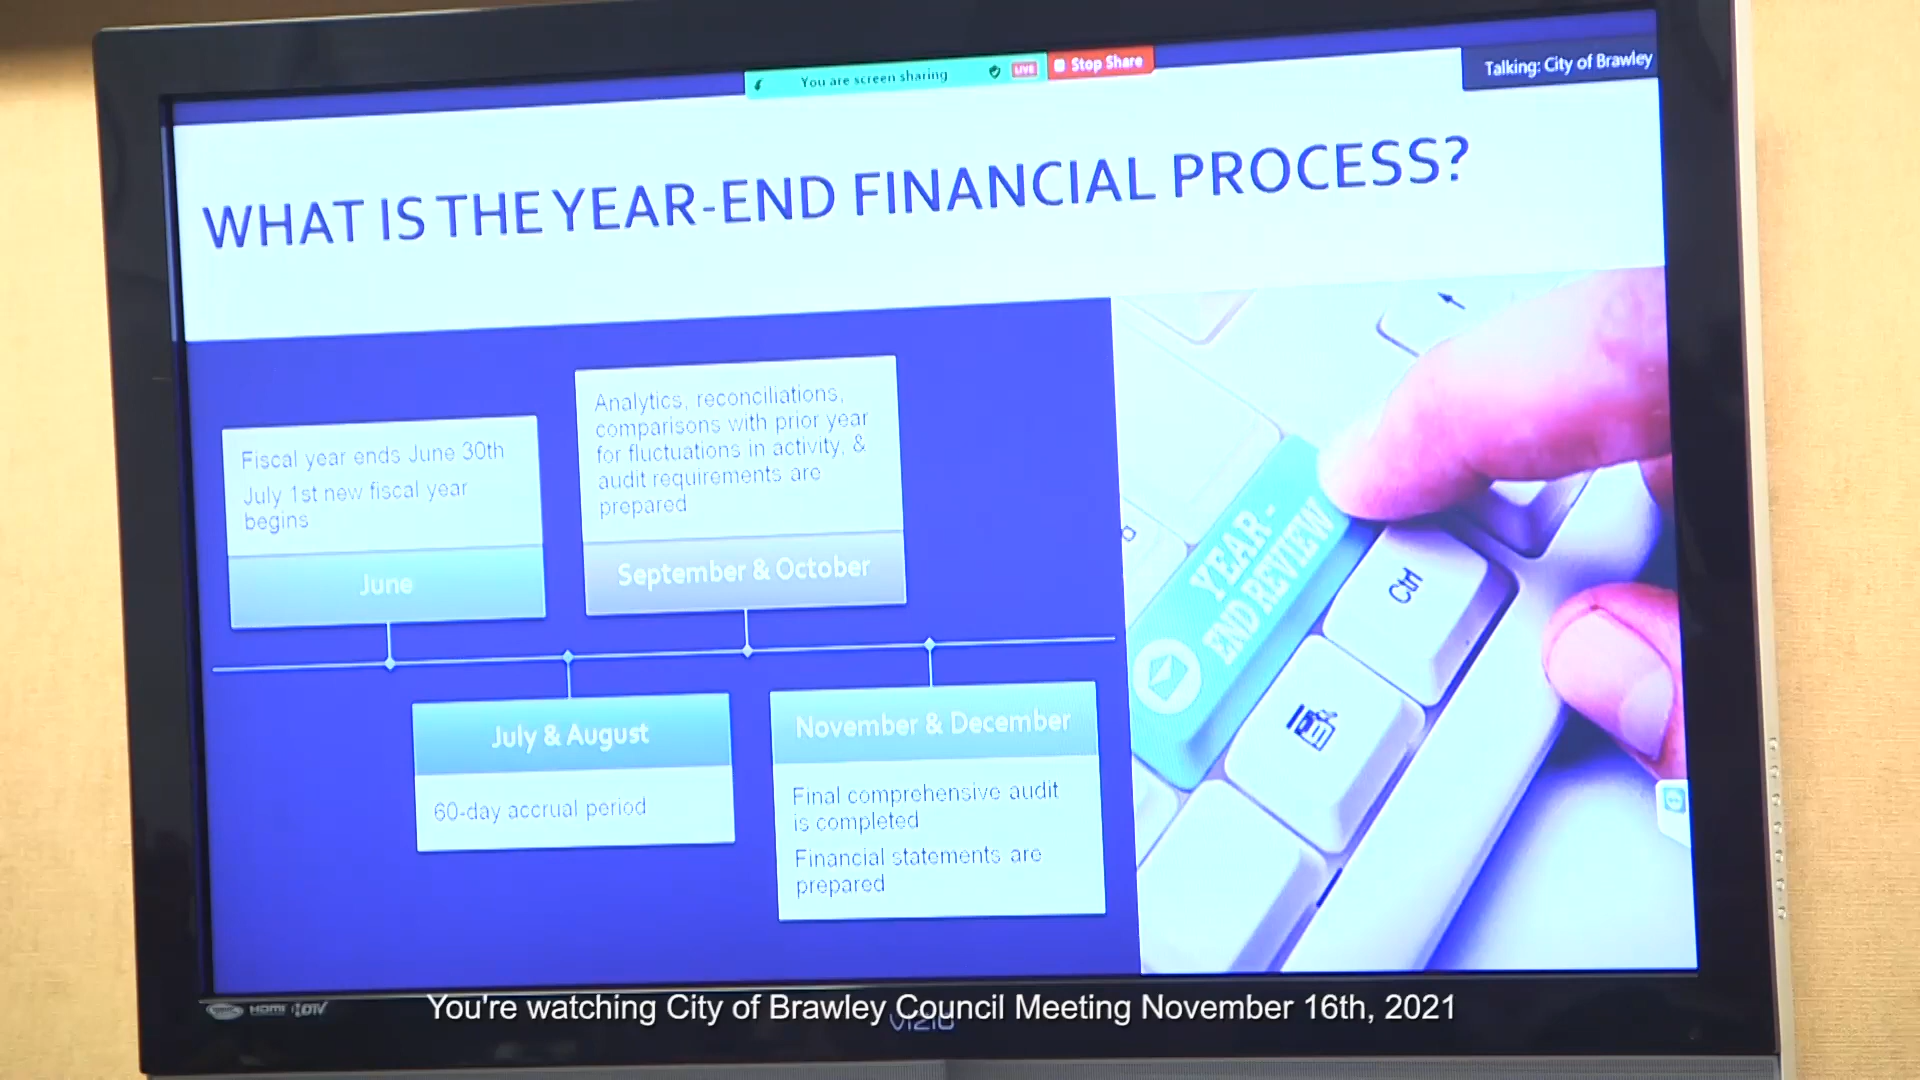 You are screen sharing
LIVE
Stop Share
Talking: City of Brawley
WHAT IS THE YEAR-END FINANCIAL PROCESS?
Fiscal year ends June 30th
July 1st new fiscal year
begins
June
Analytics, reconciliations,
comparisons with prior year
for fluctuations in activity, &
audit requirements are
prepared
September & October
July & August
60-day accrual period
November & December
Final comprehensive audit
is completed
Financial statements are
prepared
YEAR-
END REVIEW
Ctrl
HDMI
VIZIO
You're watching City of Brawley Council Meeting November 16th, 2021